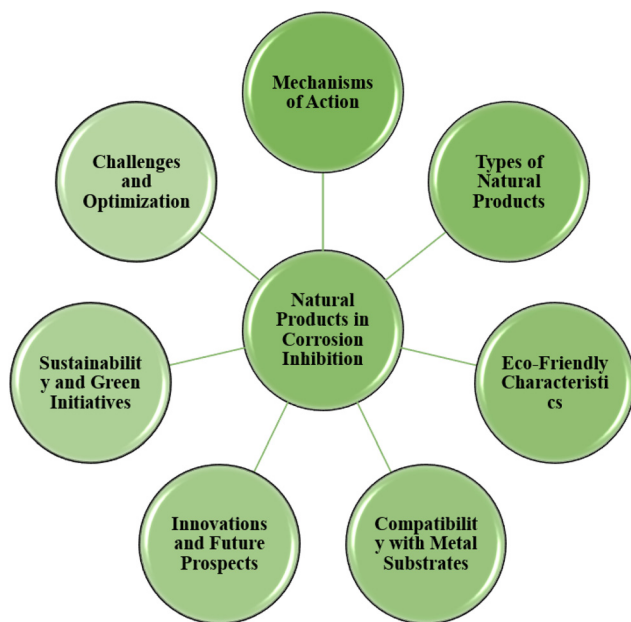 Mechanisms
of Action
Types of
Natural
Products
Eco-Friendly
Characteristi
cs
Compatibilit
y with Metal
Substrates
Innovations
and Future
Prospects
Sustainabilit
y and Green
Initiatives
Challenges
and
Optimization
Natural
Products in
Corrosion
Inhibition